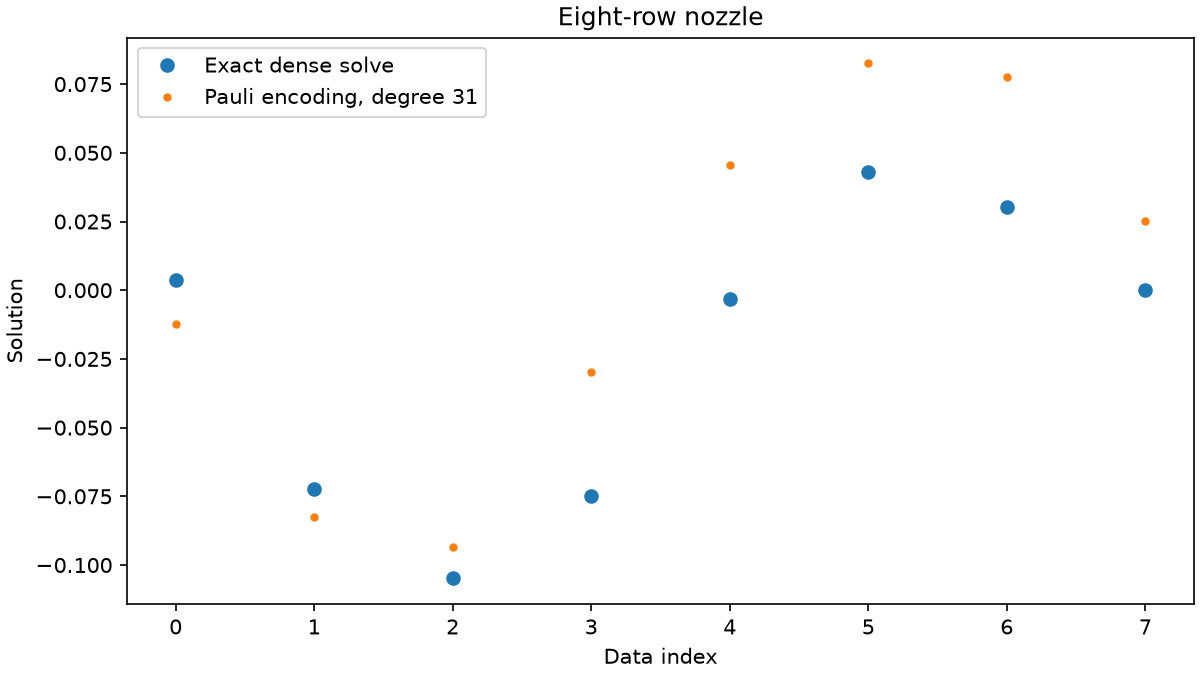 Eight-row nozzle
Exact dense solve
Pauli encoding, degree 31
0.075
0.050
0.025
0.000
−0.025
−0.050
−0.075
−0.100
Solution
0 1 2 3 4 5 6 7
Data index